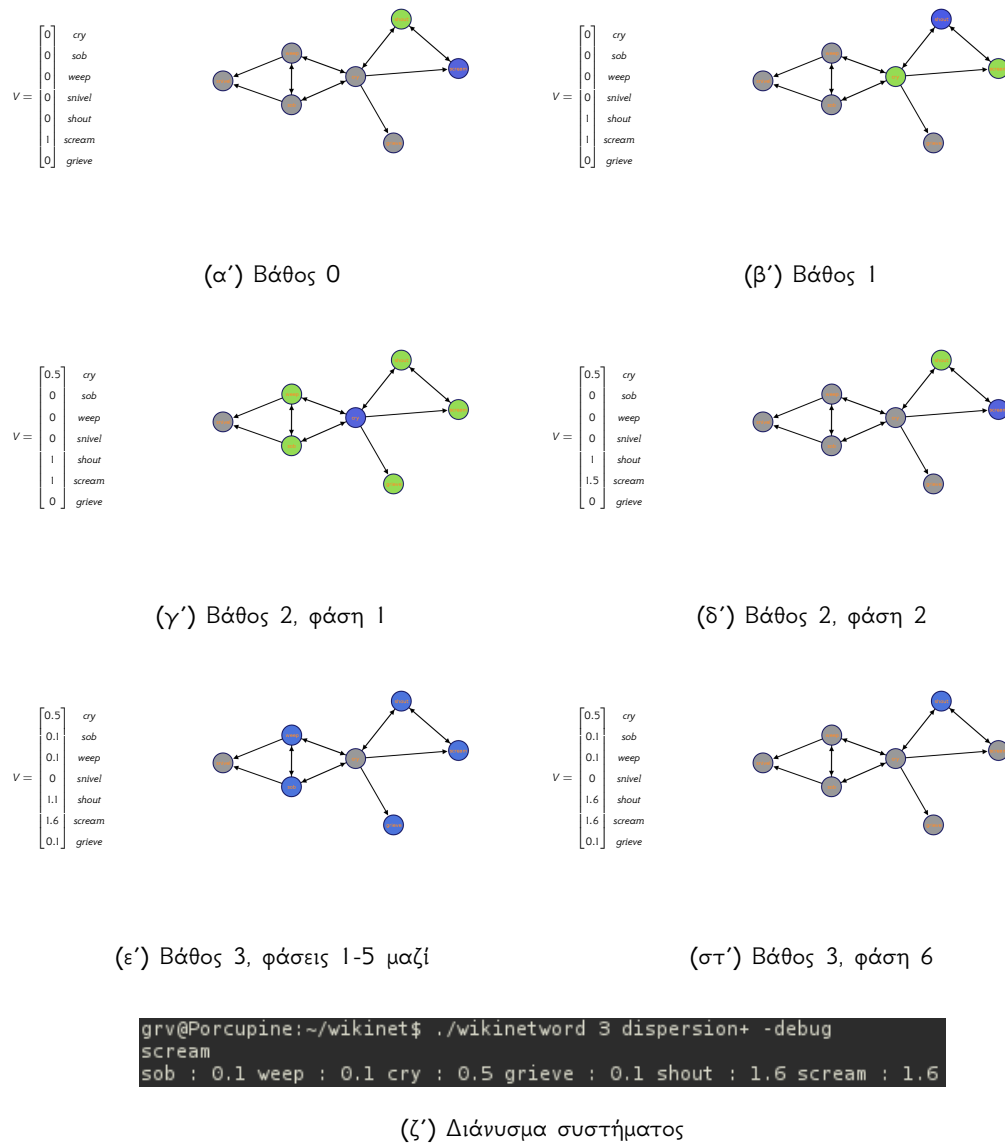 0 cry
0 sob
0 weep
V = 0 snivel
0 shout
1 scream
0 grieve
(α´) Βάθος 0
0 cry
0 sob
0 weep
V = 0 snivel
1 shout
1 scream
0 grieve
(β´) Βάθος 1
0.5 cry
0 sob
0 weep
V = 0 snivel
1 shout
1 scream
0 grieve
(γ´) Βάθος 2, φάση 1
0.5 cry
0 sob
0 weep
V = 0 snivel
1 shout
1.5 scream
0 grieve
(δ´) Βάθος 2, φάση 2
0.5 cry
0.1 sob
0.1 weep
V = 0 snivel
1.1 shout
1.6 scream
0.1 grieve
(ε´) Βάθος 3, φάσεις 1-5 μαζί
0.5 cry
0.1 sob
0.1 weep
V = 0 snivel
1.6 shout
1.6 scream
0.1 grieve
(στ´) Βάθος 3, φάση 6
grv@Porcupine:~/wikinet$ ./wikinetword 3 dispersion+ -debug
scream
sob : 0.1 weep : 0.1 cry : 0.5 grieve : 0.1 shout : 1.6 scream : 1.6
(ζ´) Διάνυσμα συστήματος